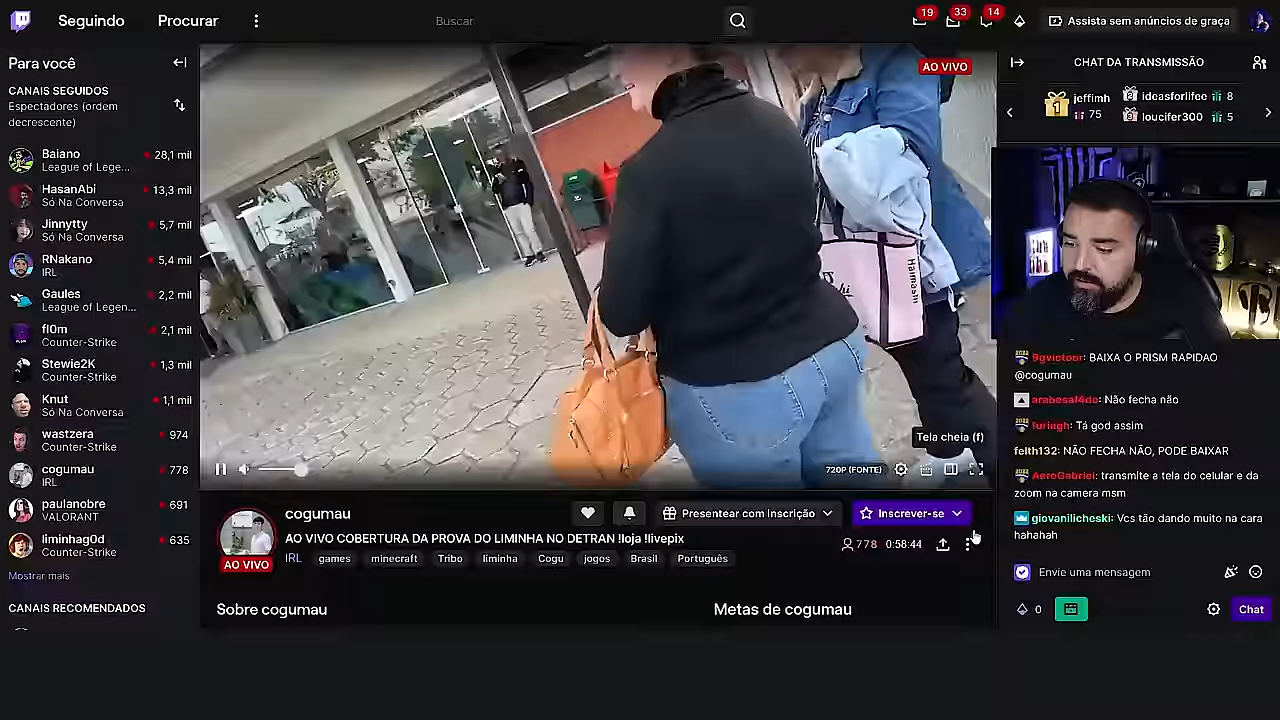 Seguindo
Procurar
Buscar
19
33
14
Assista sem anúncios de graça
Para você
CANAIS SEGUIDOS
Espectadores (ordem
decrescente)
Baiano
28,1 mil
League of Lege...
HasanAbi
13,3 mil
Só Na Conversa
Jinnytty
5,7 mil
Só Na Conversa
RNakano
5,4 mil
IRL
Gaules
2,2 mil
League of Legen...
fl0m
2,1 mil
Counter-Strike
Stewie2K
1,3 mil
Counter-Strike
Knut
1,1 mil
Só Na Conversa
wastzera
974
Counter-Strike
cogumau
778
IRL
paulanobre
691
VALORANT
liminhag0d
635
Counter-Strike
Mostrar mais
CANAIS RECOMENDADOS
AO VIVO
Tela cheia (f)
720P (FONTE)
cogumau
Presentear com Inscrição
Inscrever-se
AO VIVO COBERTURA DA PROVA DO LIMINHA NO DETRAN !loja !livepix
778
0:58:44
AO VIVO
IRL
games
minecraft
Tribo
liminha
Cogu
jogos
Brasil
Português
Sobre cogumau
Metas de cogumau
CHAT DA TRANSMISSÃO
1
jeffimh
75
2
ideasforlifee
8
loucifer300
5
Bgvictoor: BAIXA O PRISM RAPIDAO
@cogumau
arabesal4do: Não fecha não
furiagh: Tá god assim
felth132: NÃO FECHA NÃO, PODE BAIXAR
AeroGabriel: transmite a tela do celular e da
zoom na camera msm
giovanilicheski: Vcs tão dando muito na cara
hahahah
Envie uma mensagem
0
Chat